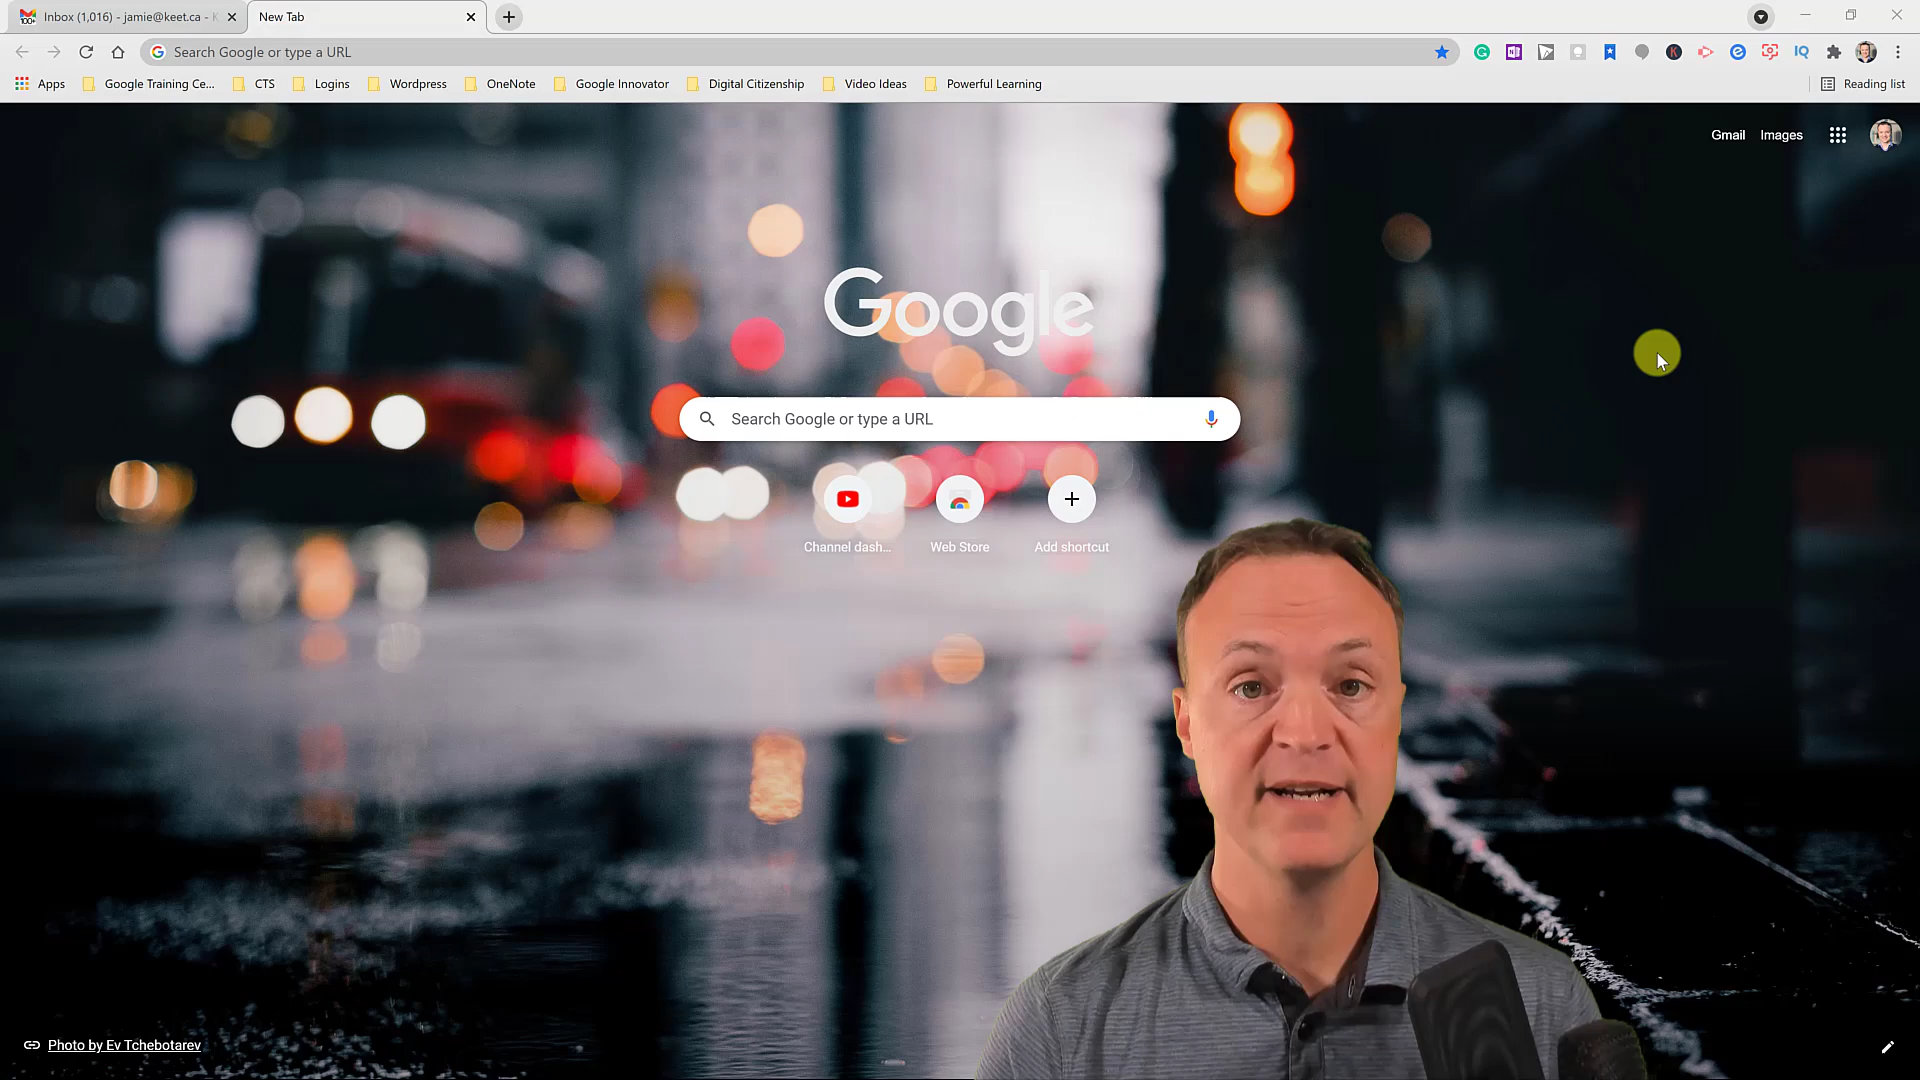 Inbox (1,016) - jamie@keet.ca - K
New Tab
Search Google or type a URL
Apps
Google Training Ce...
CTS
Logins
Wordpress
OneNote
Google Innovator
Digital Citizenship
Video Ideas
Powerful Learning
Reading list
Gmail
Images
Google
Search Google or type a URL
Channel dash...
Web Store
Add shortcut
Photo by Ev Tchebotarev